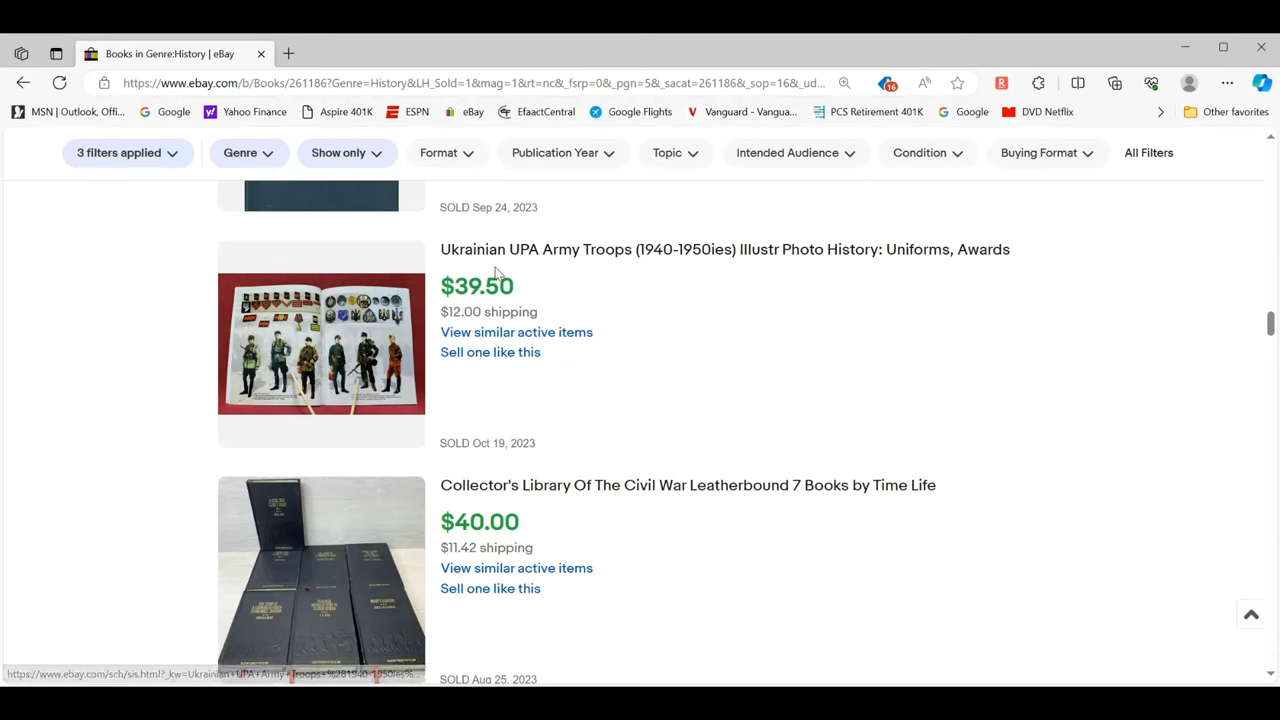 Books in Genre:History | eBay
https://www.ebay.com/b/Books/261186?Genre=History&LH_Sold=1&mag=1&rt=nc&_fsrp=0&_pgn=5&_sacat=261186&_sop=16&_ud...
16
MSN | Outlook, Offi...
Google
Yahoo Finance
Aspire 401K
ESPN
eBay
EfaactCentral
Google Flights
Vanguard - Vangua...
PCS Retirement 401K
Google
DVD Netflix
Other favorites
3 filters applied
Genre
Show only
Format
Publication Year
Topic
Intended Audience
Condition
Buying Format
All Filters
SOLD Sep 24, 2023
Ukrainian UPA Army Troops (1940-1950ies) Illustr Photo History: Uniforms, Awards
$39.50
$12.00 shipping
View similar active items
Sell one like this
SOLD Oct 19, 2023
Collector's Library Of The Civil War Leatherbound 7 Books by Time Life
$40.00
$11.42 shipping
View similar active items
Sell one like this
SOLD Aug 25, 2023
https://www.ebay.com/sch/sis.html?_kw=Ukrainian+UPA+Army+Troops+%281940-1950ies%...